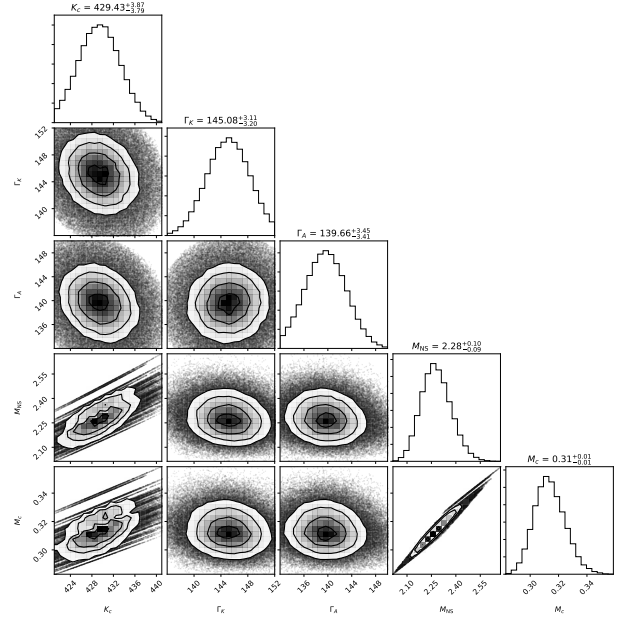 K_c = 429.43^{+3.87}_{-3.79}
Γ_K = 145.08^{+3.11}_{-3.20}
152
148
144
140
Γ_K
Γ_A = 139.66^{+3.45}_{-3.41}
148
144
140
136
Γ_A
M_NS = 2.28^{+0.10}_{-0.09}
2.55
2.40
2.25
2.10
M_NS
M_c = 0.31^{+0.01}_{-0.01}
0.34
0.32
0.30
M_c
424 428 432 436 440
140 144 148 152
136 140 144 148
2.10 2.25 2.40 2.55
0.30 0.32 0.34
K_c Γ_K Γ_A M_NS M_c